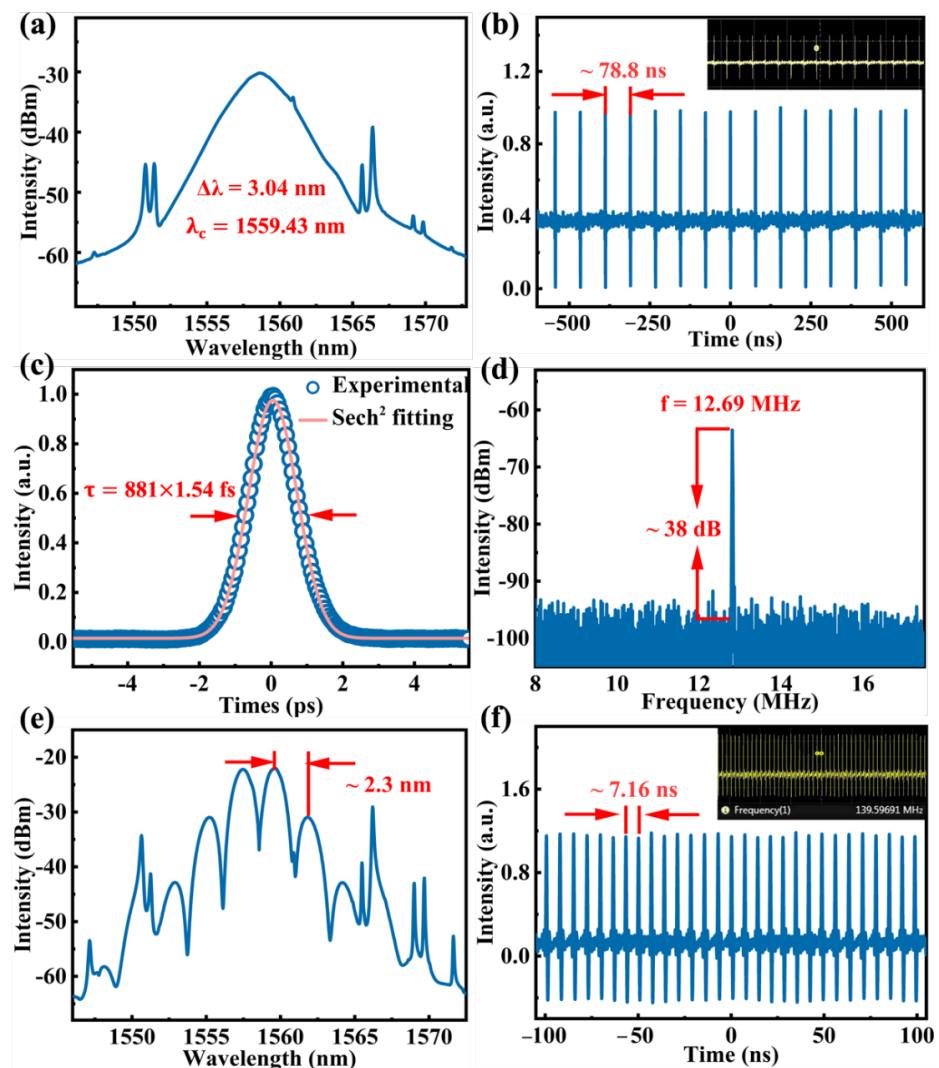 (a)
Intensity (dBm)
-30
-40
-50
-60
Δλ = 3.04 nm
λc = 1559.43 nm
1550 1555 1560 1565 1570
Wavelength (nm)
(b)
Intensity (a.u.)
1.2
0.8
0.4
0.0
~ 78.8 ns
−500 −250 0 250 500
Time (ns)
(c)
Intensity (a.u.)
1.0
0.8
0.6
0.4
0.2
0.0
Experimental
Sech² fitting
τ = 881×1.54 fs
-4 -2 0 2 4
Times (ps)
(d)
Intensity (dBm)
-60
-70
-80
-90
-100
f = 12.69 MHz
~ 38 dB
8 10 12 14 16
Frequency (MHz)
(e)
Intensity (dBm)
-20
-30
-40
-50
-60
~ 2.3 nm
1550 1555 1560 1565 1570
Wavelength (nm)
(f)
Intensity (a.u.)
1.6
0.8
0.0
~ 7.16 ns
1 Frequency(1) 139.59691 MHz
−100 −50 0 50 100
Time (ns)